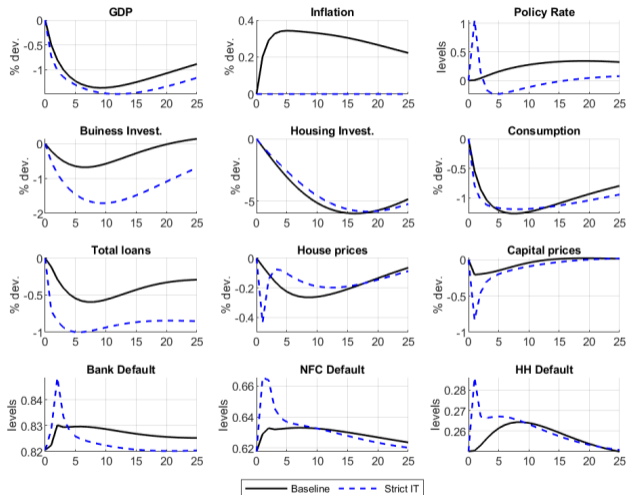 GDP
Inflation
Policy Rate
% dev.
0
-0.5
-1
0 5 10 15 20 25
% dev.
0.4
0.2
0
0 5 10 15 20 25
levels
1
0.5
0
0 5 10 15 20 25
Buiness Invest.
Housing Invest.
Consumption
% dev.
0
-1
-2
0 5 10 15 20 25
% dev.
0
-5
0 5 10 15 20 25
% dev.
0
-0.5
-1
0 5 10 15 20 25
Total loans
House prices
Capital prices
% dev.
0
-0.5
-1
0 5 10 15 20 25
% dev.
0
-0.2
-0.4
0 5 10 15 20 25
% dev.
0
-0.5
-1
0 5 10 15 20 25
Bank Default
NFC Default
HH Default
levels
0.84
0.83
0.82
0 5 10 15 20 25
levels
0.66
0.64
0.62
0 5 10 15 20 25
levels
0.28
0.27
0.26
0 5 10 15 20 25
Baseline Strict IT